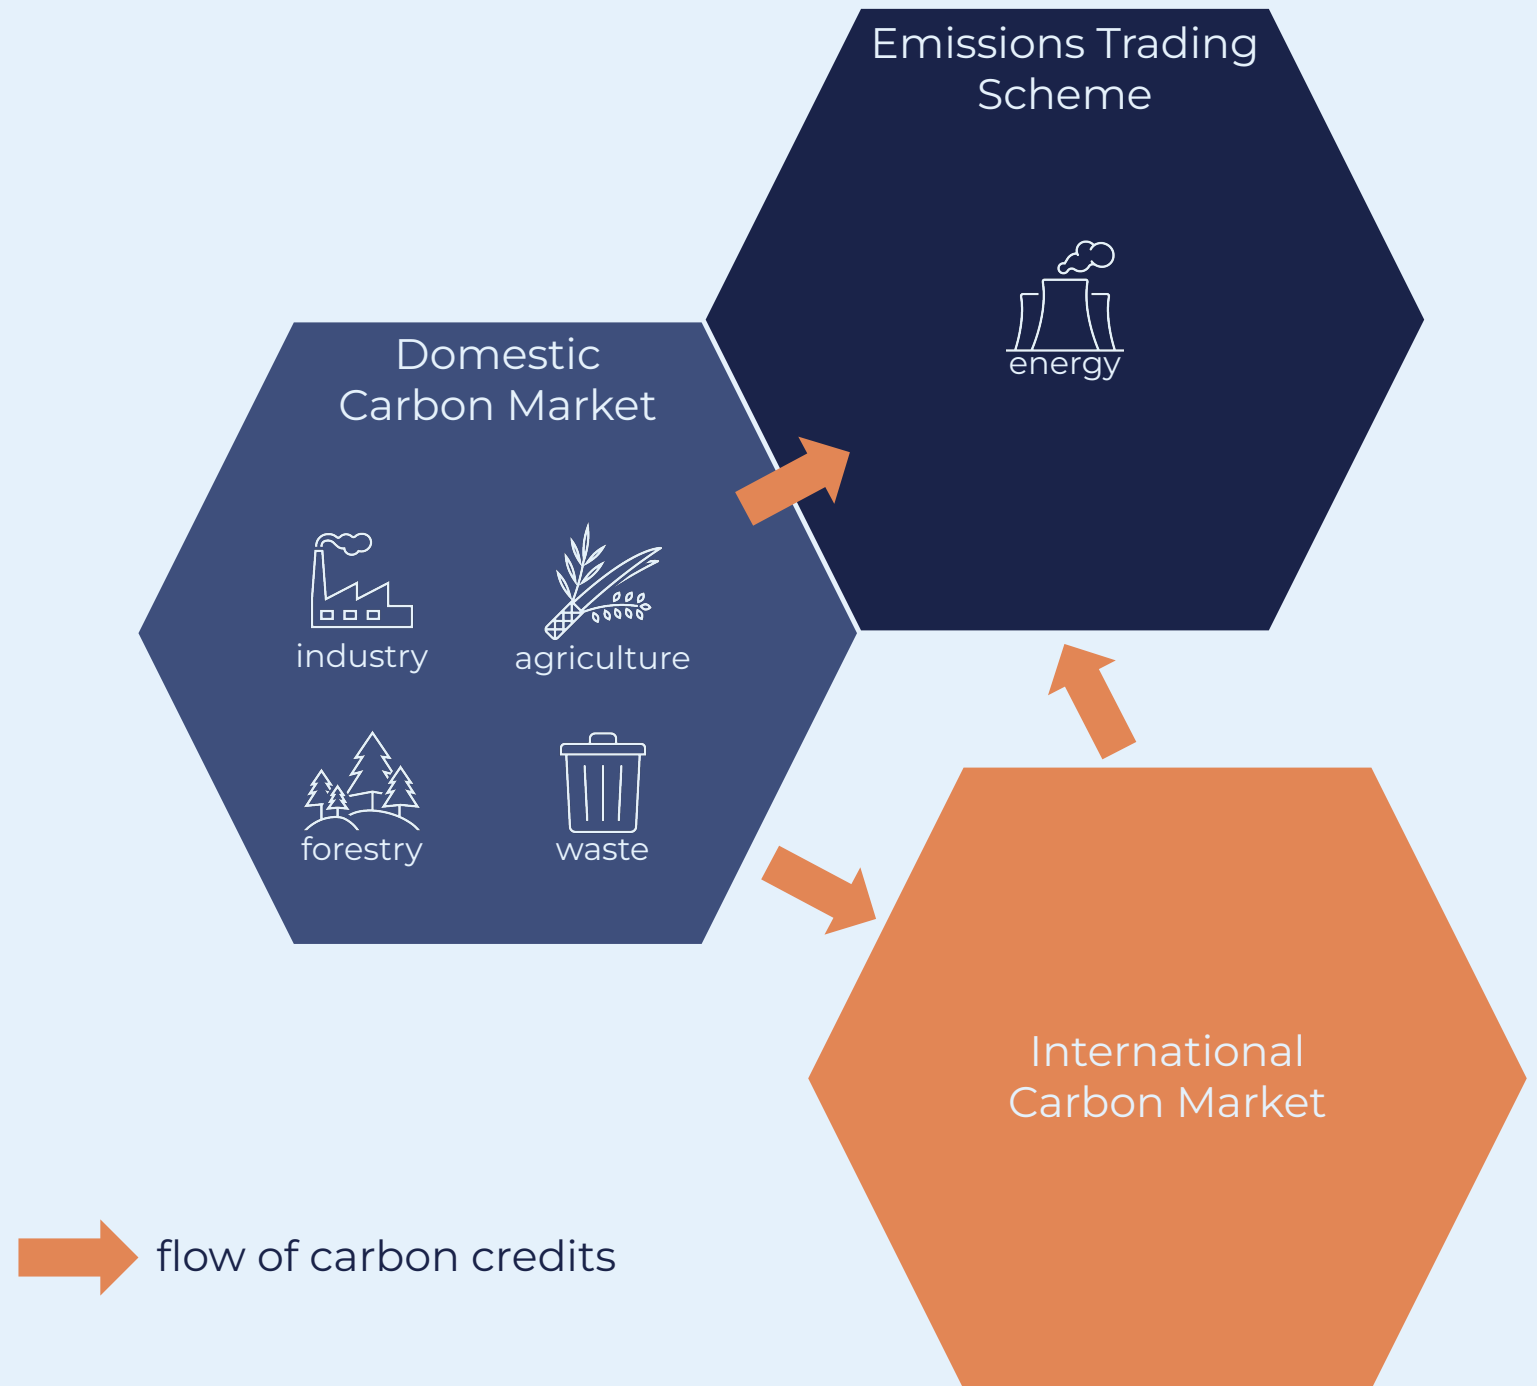 Emissions Trading
Scheme
energy
Domestic
Carbon Market
industry
agriculture
forestry
waste
International
Carbon Market
flow of carbon credits